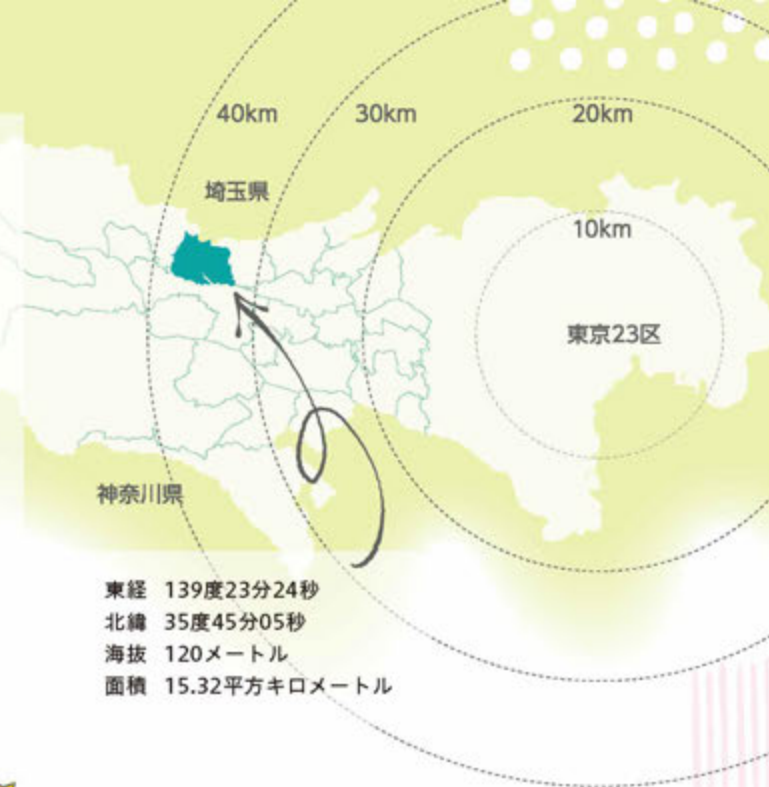 40km
30km
20km
埼玉県
10km
東京23区
神奈川県
東経 139度23分24秒
北緯 35度45分05秒
海抜 120メートル
面積 15.32平方キロメートル